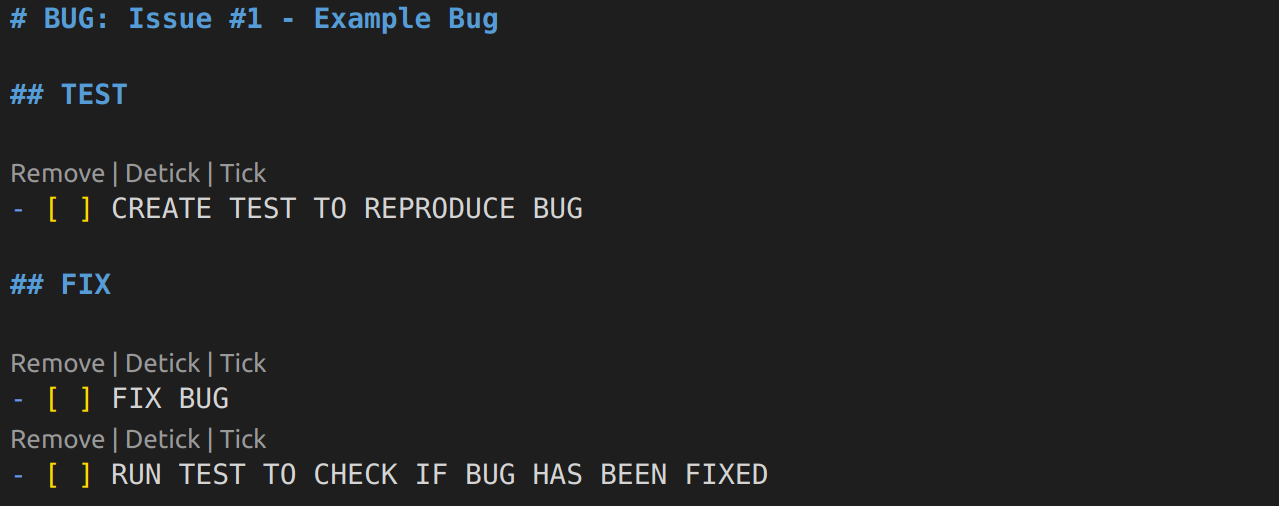 # BUG: Issue #1 - Example Bug
## TEST
Remove | Detick | Tick
- [ ] CREATE TEST TO REPRODUCE BUG
## FIX
Remove | Detick | Tick
- [ ] FIX BUG
Remove | Detick | Tick
- [ ] RUN TEST TO CHECK IF BUG HAS BEEN FIXED